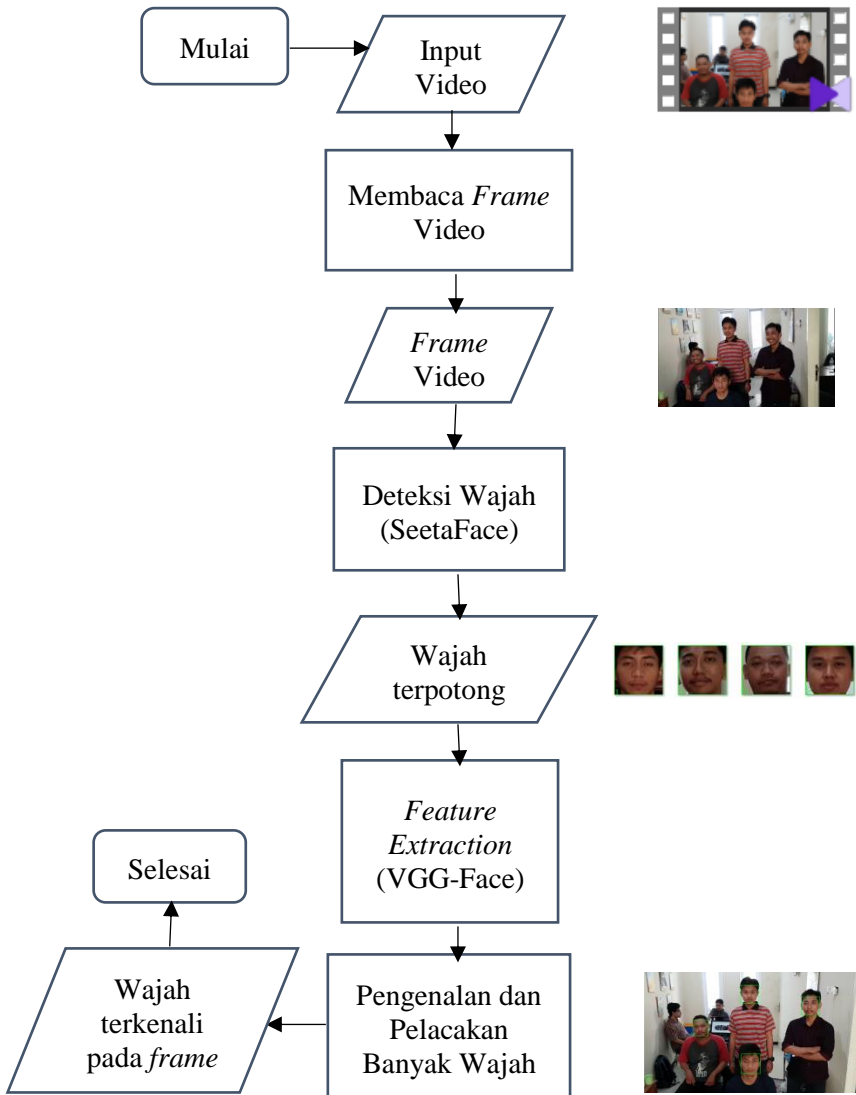 Mulai
Input
Video
Membaca Frame
Video
Frame
Video
Deteksi Wajah
(SeetaFace)
Wajah
terpotong
Feature
Extraction
(VGG-Face)
Pengenalan dan
Pelacakan
Banyak Wajah
Wajah
terkenali
pada frame
Selesai